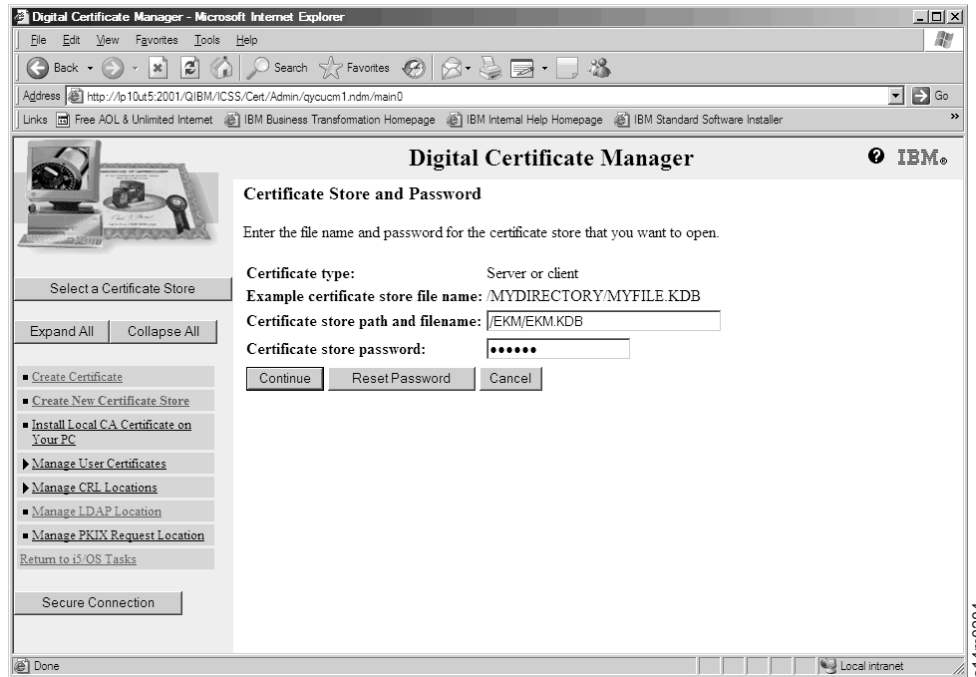 Digital Certificate Manager - Microsoft Internet Explorer
File Edit View Favorites Tools Help
Back Search Favorites
Address http://lp10ut5:2001/QIBM/ICSS/Cert/Admin/qycucm1.ndm/main0 Go
Links Free AOL & Unlimited Internet IBM Business Transformation Homepage IBM Internal Help Homepage IBM Standard Software Installer »
Digital Certificate Manager
IBM®
Certificate Store and Password
Enter the file name and password for the certificate store that you want to open.
Certificate type: Server or client
Example certificate store file name: /MYDIRECTORY/MYFILE.KDB
Certificate store path and filename: /EKM/EKM.KDB
Certificate store password: ••••••
Continue Reset Password Cancel
Select a Certificate Store
Expand All Collapse All
Create Certificate
Create New Certificate Store
Install Local CA Certificate on
Your PC
Manage User Certificates
Manage CRL Locations
Manage LDAP Location
Manage PKIX Request Location
Return to i5/OS Tasks
Secure Connection
Done Local intranet